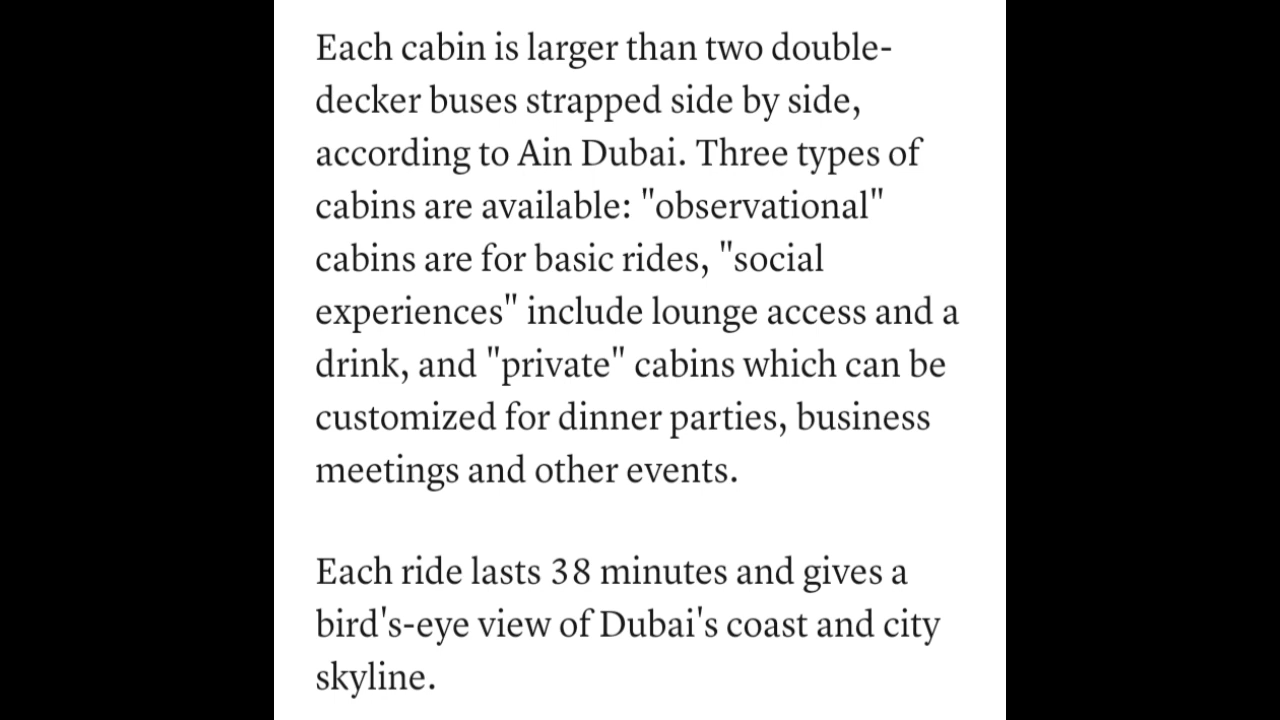 Each cabin is larger than two double-
decker buses strapped side by side,
according to Ain Dubai. Three types of
cabins are available: "observational"
cabins are for basic rides, "social
experiences" include lounge access and a
drink, and "private" cabins which can be
customized for dinner parties, business
meetings and other events.
Each ride lasts 38 minutes and gives a
bird's-eye view of Dubai's coast and city
skyline.